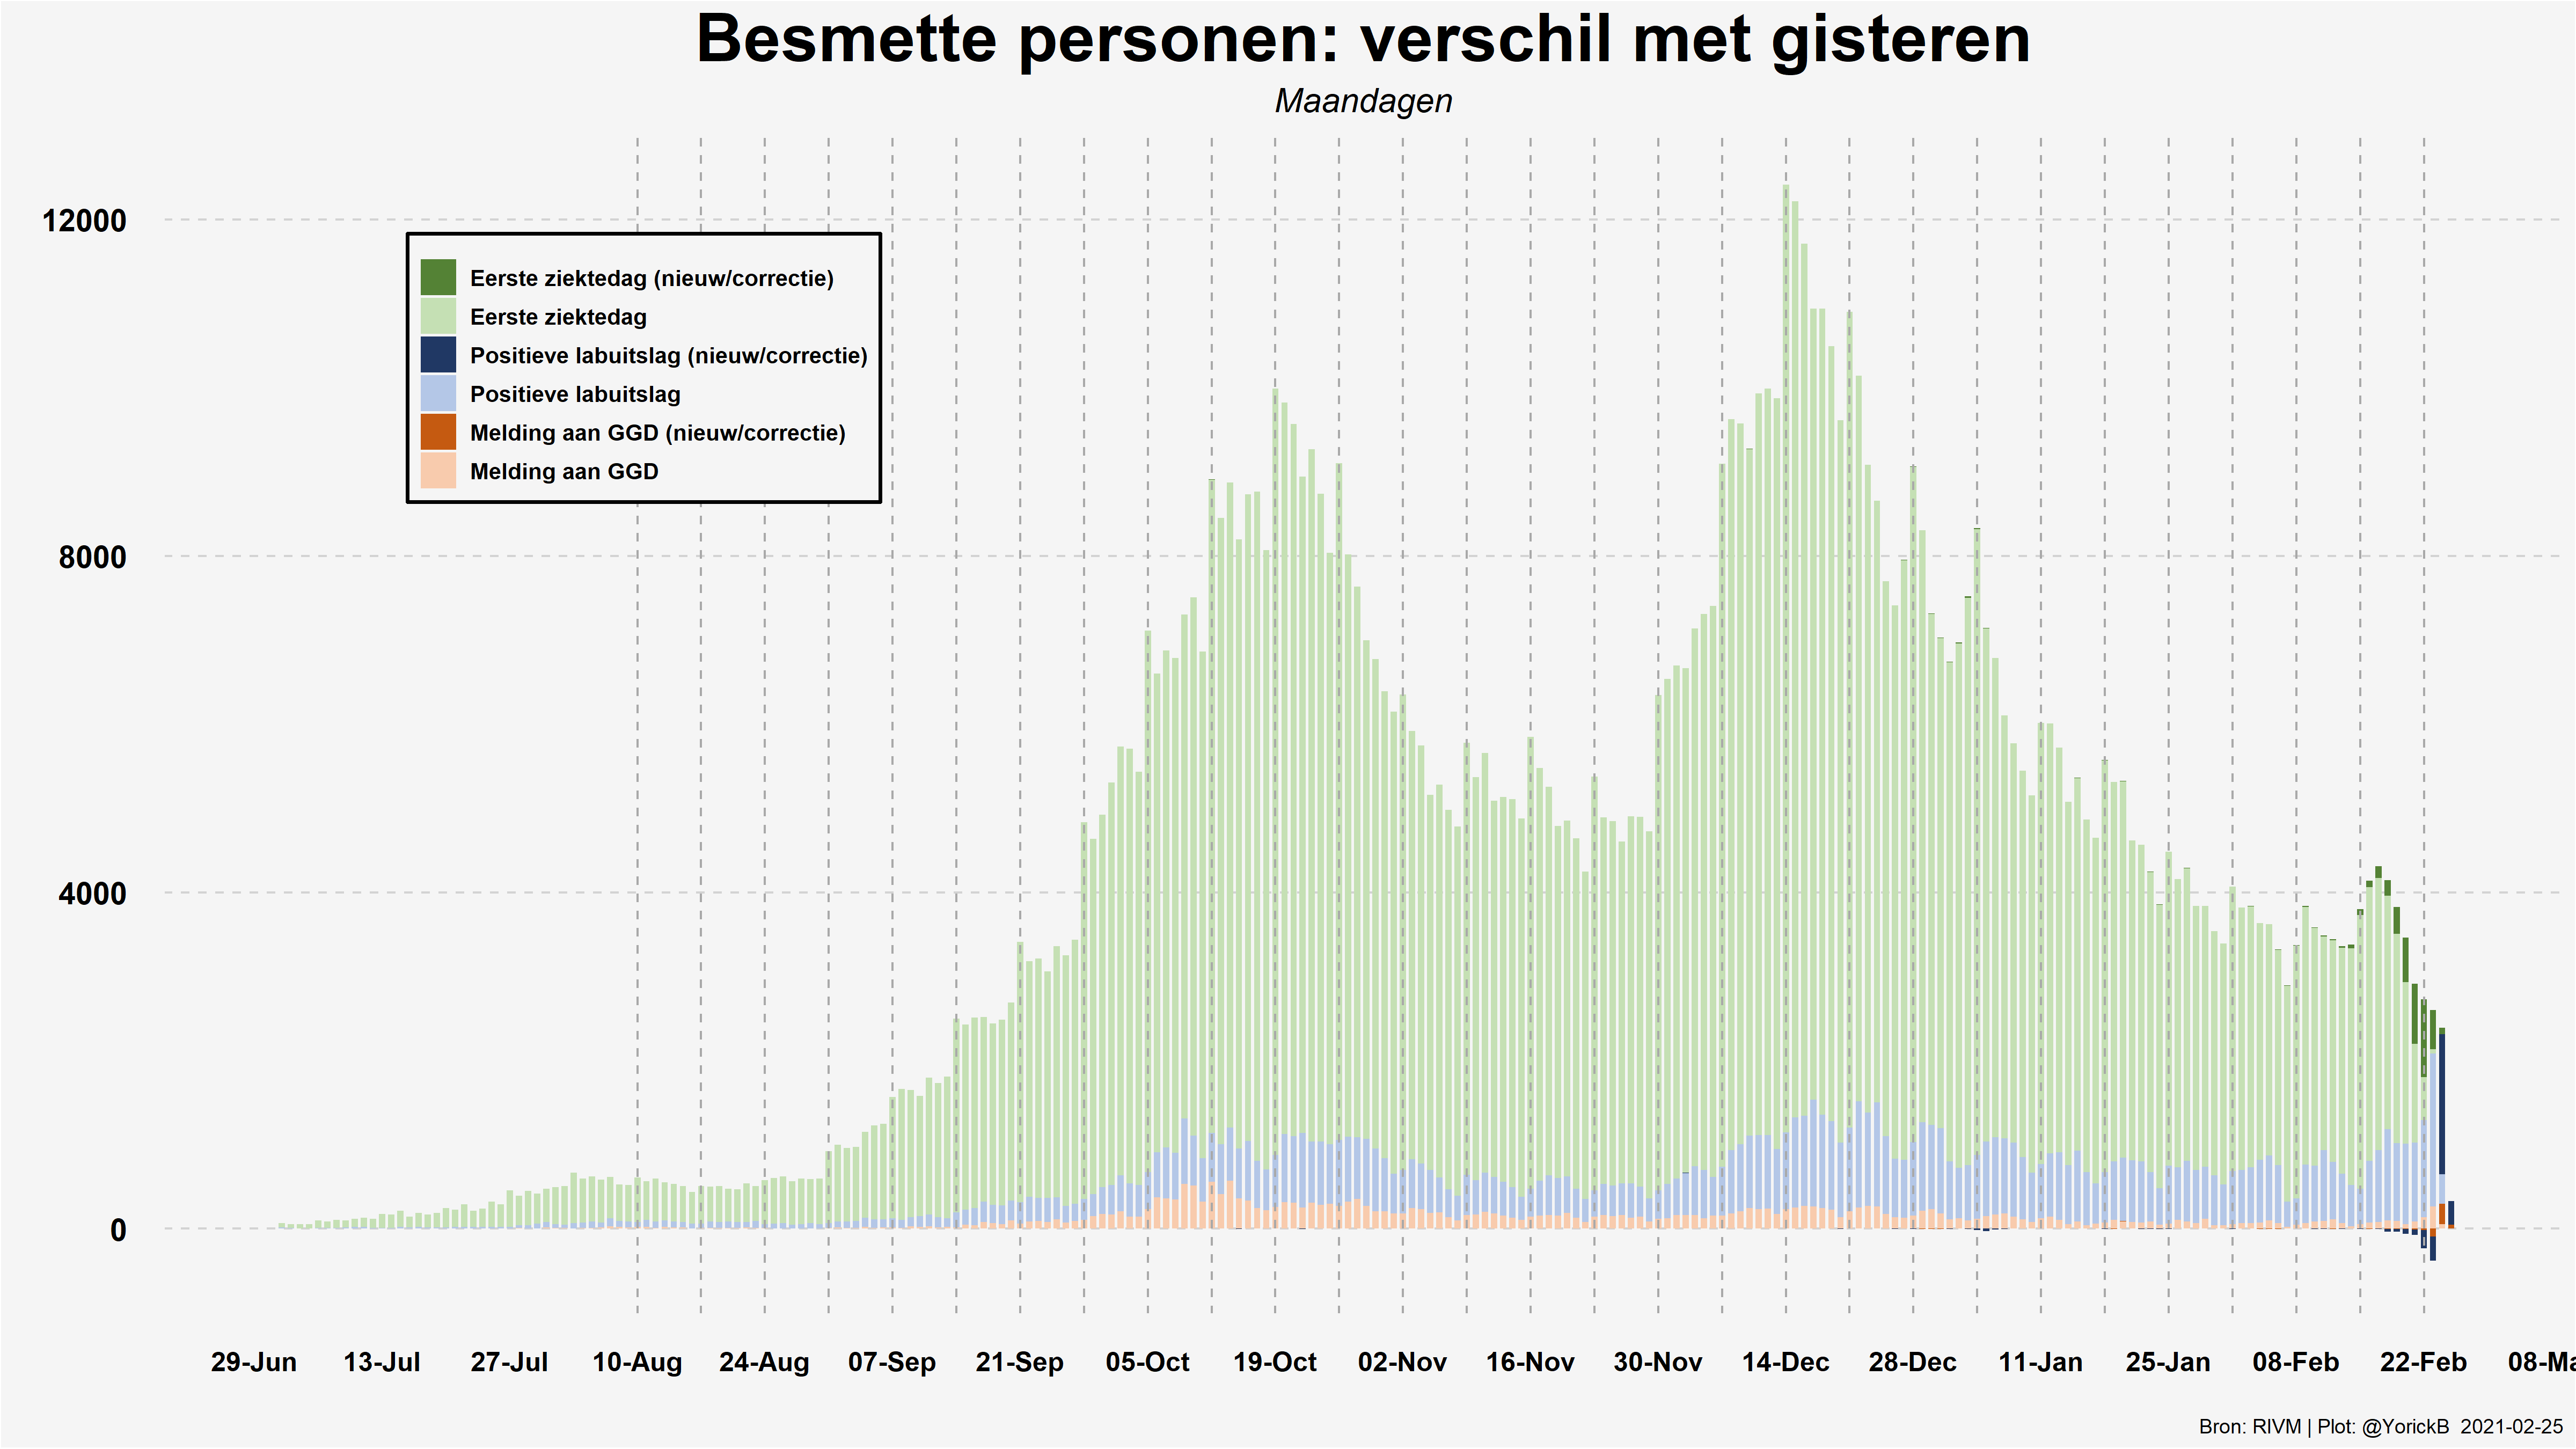 Besmette personen: verschil met gisteren
Maandagen
12000
8000
4000
0
Eerste ziektedag (nieuw/correctie)
Eerste ziektedag
Positieve labuitslag (nieuw/correctie)
Positieve labuitslag
Melding aan GGD (nieuw/correctie)
Melding aan GGD
29-Jun 13-Jul 27-Jul 10-Aug 24-Aug 07-Sep 21-Sep 05-Oct 19-Oct 02-Nov 16-Nov 30-Nov 14-Dec 28-Dec 11-Jan 25-Jan 08-Feb 22-Feb 08-Ma
Bron: RIVM | Plot: @YorickB 2021-02-25